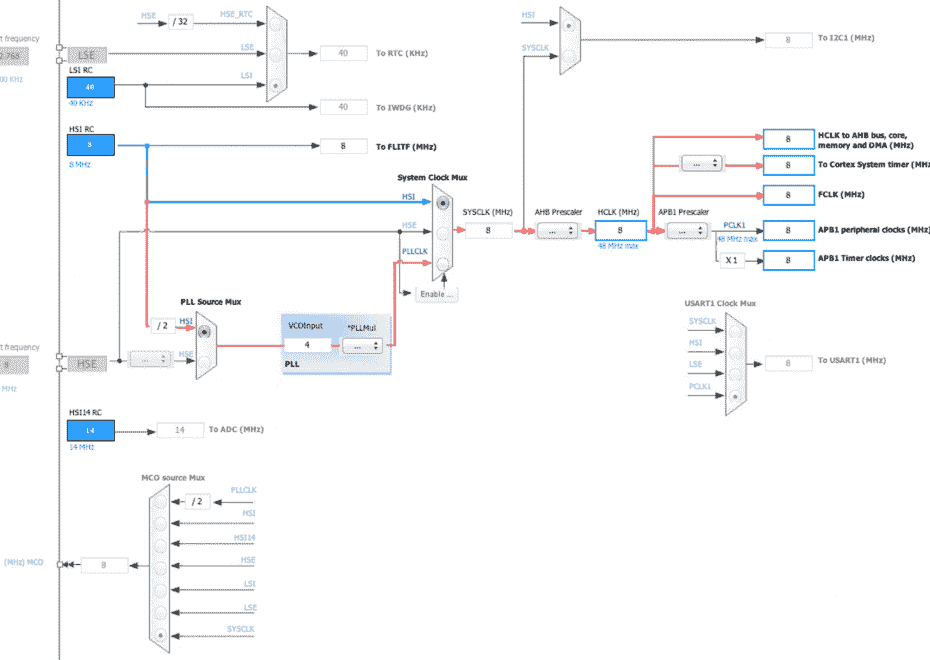 HSE
/ 32
HSE_RTC
HSI
8
To I2C1 (MHz)
t frequency
LSE
LSE
40
To RTC (KHz)
SYSCLK
LSI RC
40
40 KHz
LSI
40
To IWDG (KHz)
HSI RC
8
8 MHz
8
To FLITF (MHz)
8
HCLK to AHB bus, core,
memory and DMA (MHz)
...
8
To Cortex System timer (MHz
System Clock Mux
HSI
8
FCLK (MHz)
SYSCLK (MHz)
AHB Prescaler
HCLK (MHz)
APB1 Prescaler
HSE
8
...
8
...
PCLK1
8
APB1 peripheral clocks (MHz)
48 MHz max
48 MHz max
PLLCLK
X 1
8
APB1 Timer clocks (MHz)
Enable ...
PLL Source Mux
/ 2
HSI
VCOInput
*PLLMul
4
...
PLL
USART1 Clock Mux
SYSCLK
HSI
LSE
PCLK1
8
To USART1 (MHz)
t frequency
8
MHz
HSE
...
HSE
HSI14 RC
14
14 MHz
14
To ADC (MHz)
MCO source Mux
PLLCLK
/ 2
HSI
HSI14
(MHz) MCO
8
HSE
LSI
LSE
SYSCLK